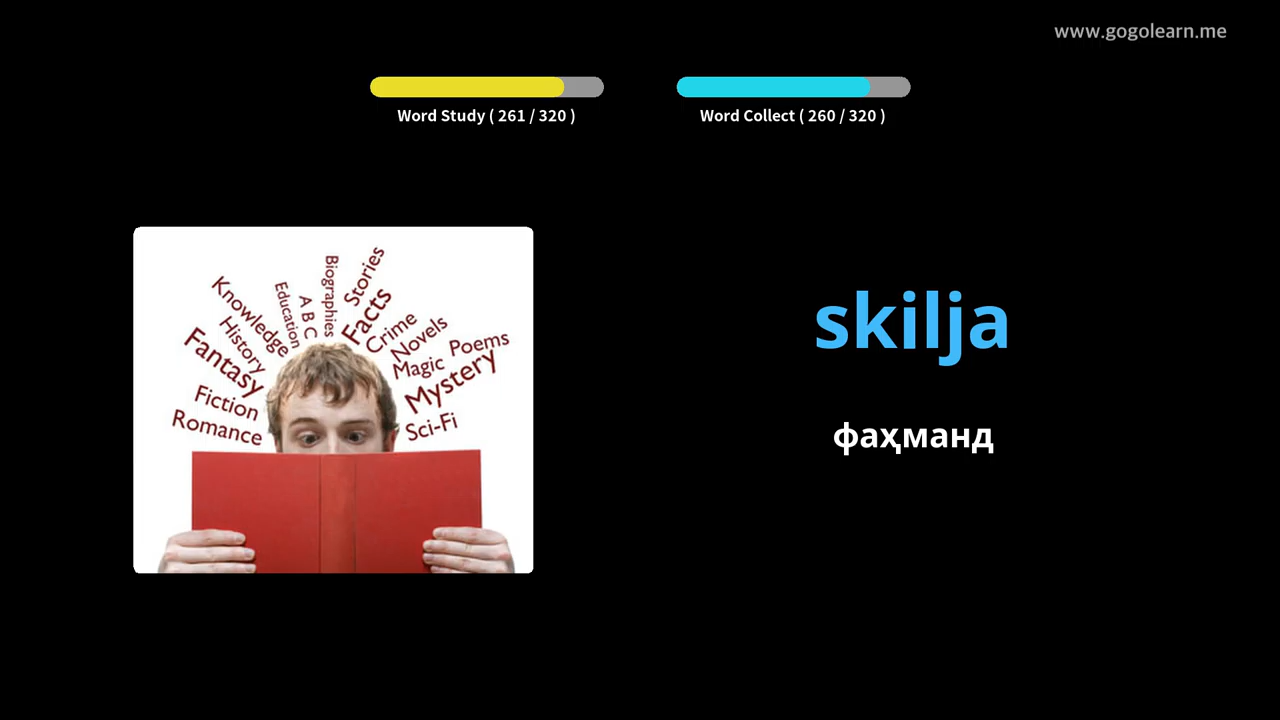 www.gogolearn.me
Word Study ( 261 / 320 )
Word Collect ( 260 / 320 )
Knowledge
History
Fantasy
Fiction
Romance
Education
A B C
Biographies
Stories
Facts
Crime
Novels
Magic
Poems
Mystery
Sci-Fi
skilja
фаҳманд